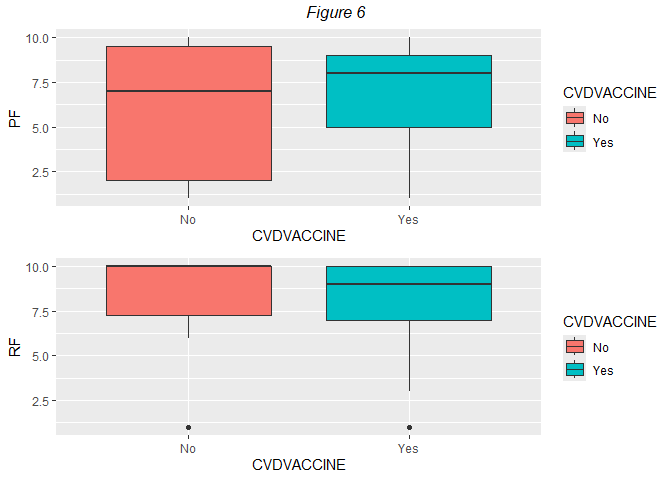 Figure 6
10.0
7.5
5.0
2.5
PF
No
Yes
CVDVACCINE
CVDVACCINE
No
Yes
10.0
7.5
5.0
2.5
RF
No
Yes
CVDVACCINE
CVDVACCINE
No
Yes